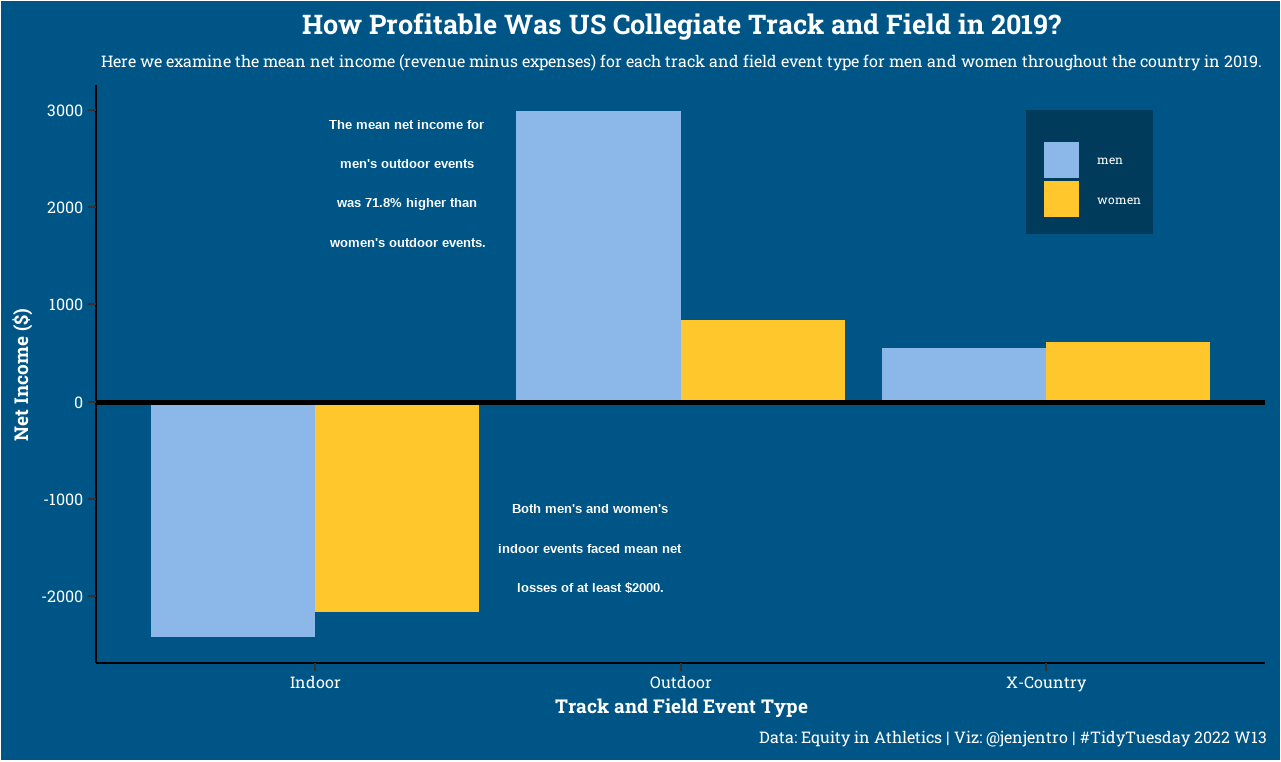 How Profitable Was US Collegiate Track and Field in 2019?
Here we examine the mean net income (revenue minus expenses) for each track and field event type for men and women throughout the country in 2019.
Net Income ($)
3000
2000
1000
0
-1000
-2000
The mean net income for
men's outdoor events
was 71.8% higher than
women's outdoor events.
men
women
Both men's and women's
indoor events faced mean net
losses of at least $2000.
Indoor
Outdoor
X-Country
Track and Field Event Type
Data: Equity in Athletics | Viz: @jenjentro | #TidyTuesday 2022 W13